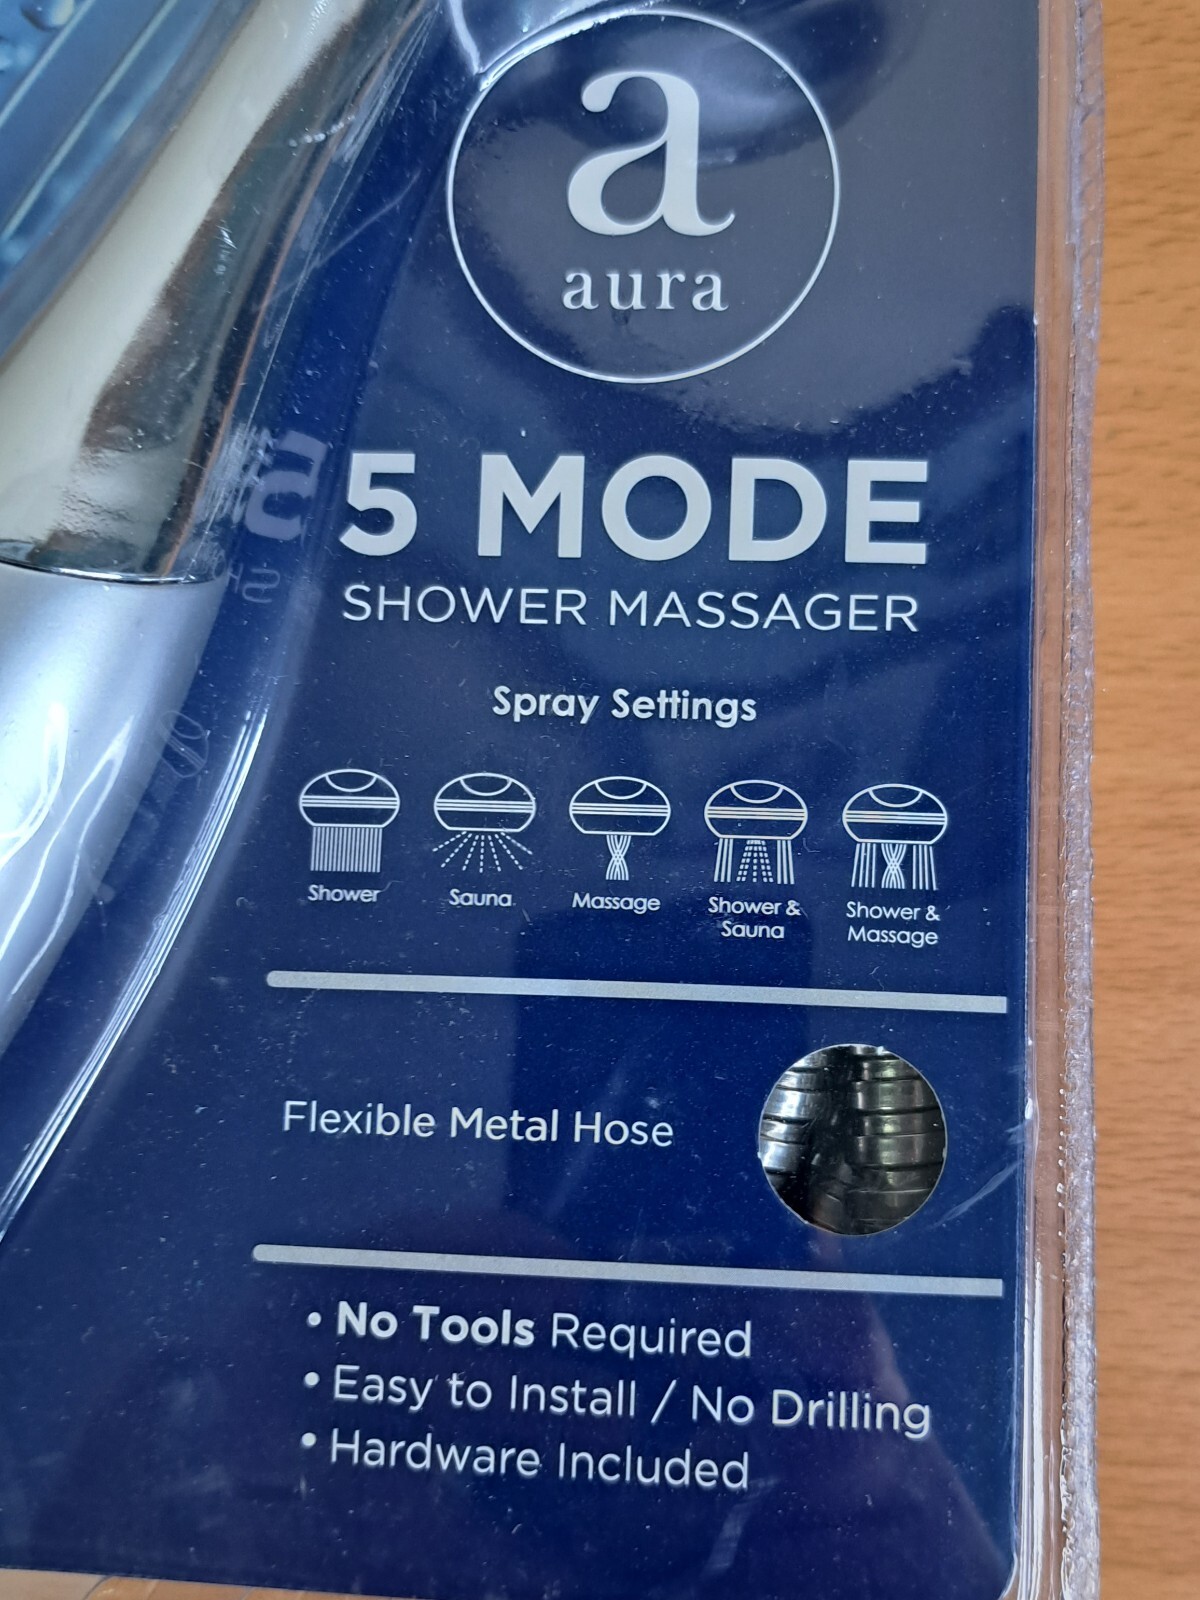 a
aura
5 MODE
SHOWER MASSAGER
Spray Settings
Shower
Sauna
Massage
Shower &
Sauna
Shower &
Massage
Flexible Metal Hose
• No Tools Required
• Easy to Install / No Drilling
• Hardware Included